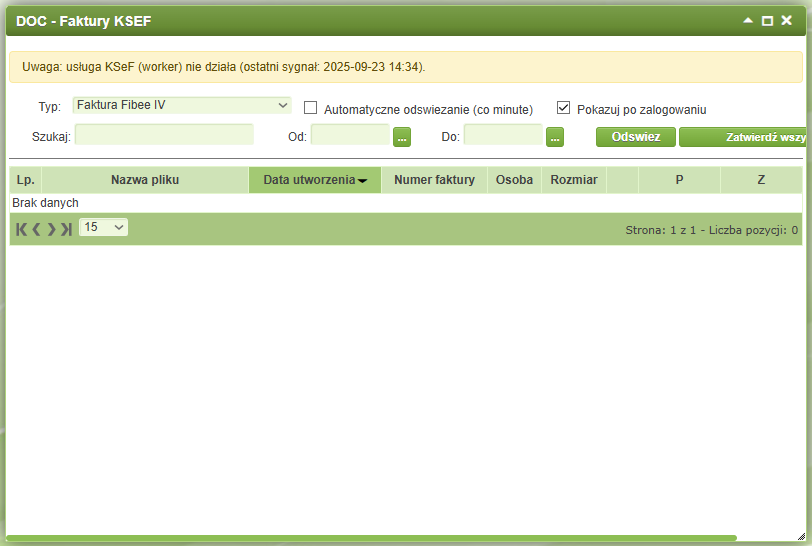 DOC - Faktury KSEF
Uwaga: usługa KSeF (worker) nie działa (ostatni sygnał: 2025-09-23 14:34).
Typ: Faktura Fibee IV Automatyczne odswiezanie (co minute) Pokazuj po zalogowaniu
Szukaj: Od: ... Do: ... Odswiez Zatwierdź wszy
Lp. Nazwa pliku Data utworzenia Numer faktury Osoba Rozmiar P Z
Brak danych
15 Strona: 1 z 1 - Liczba pozycji: 0